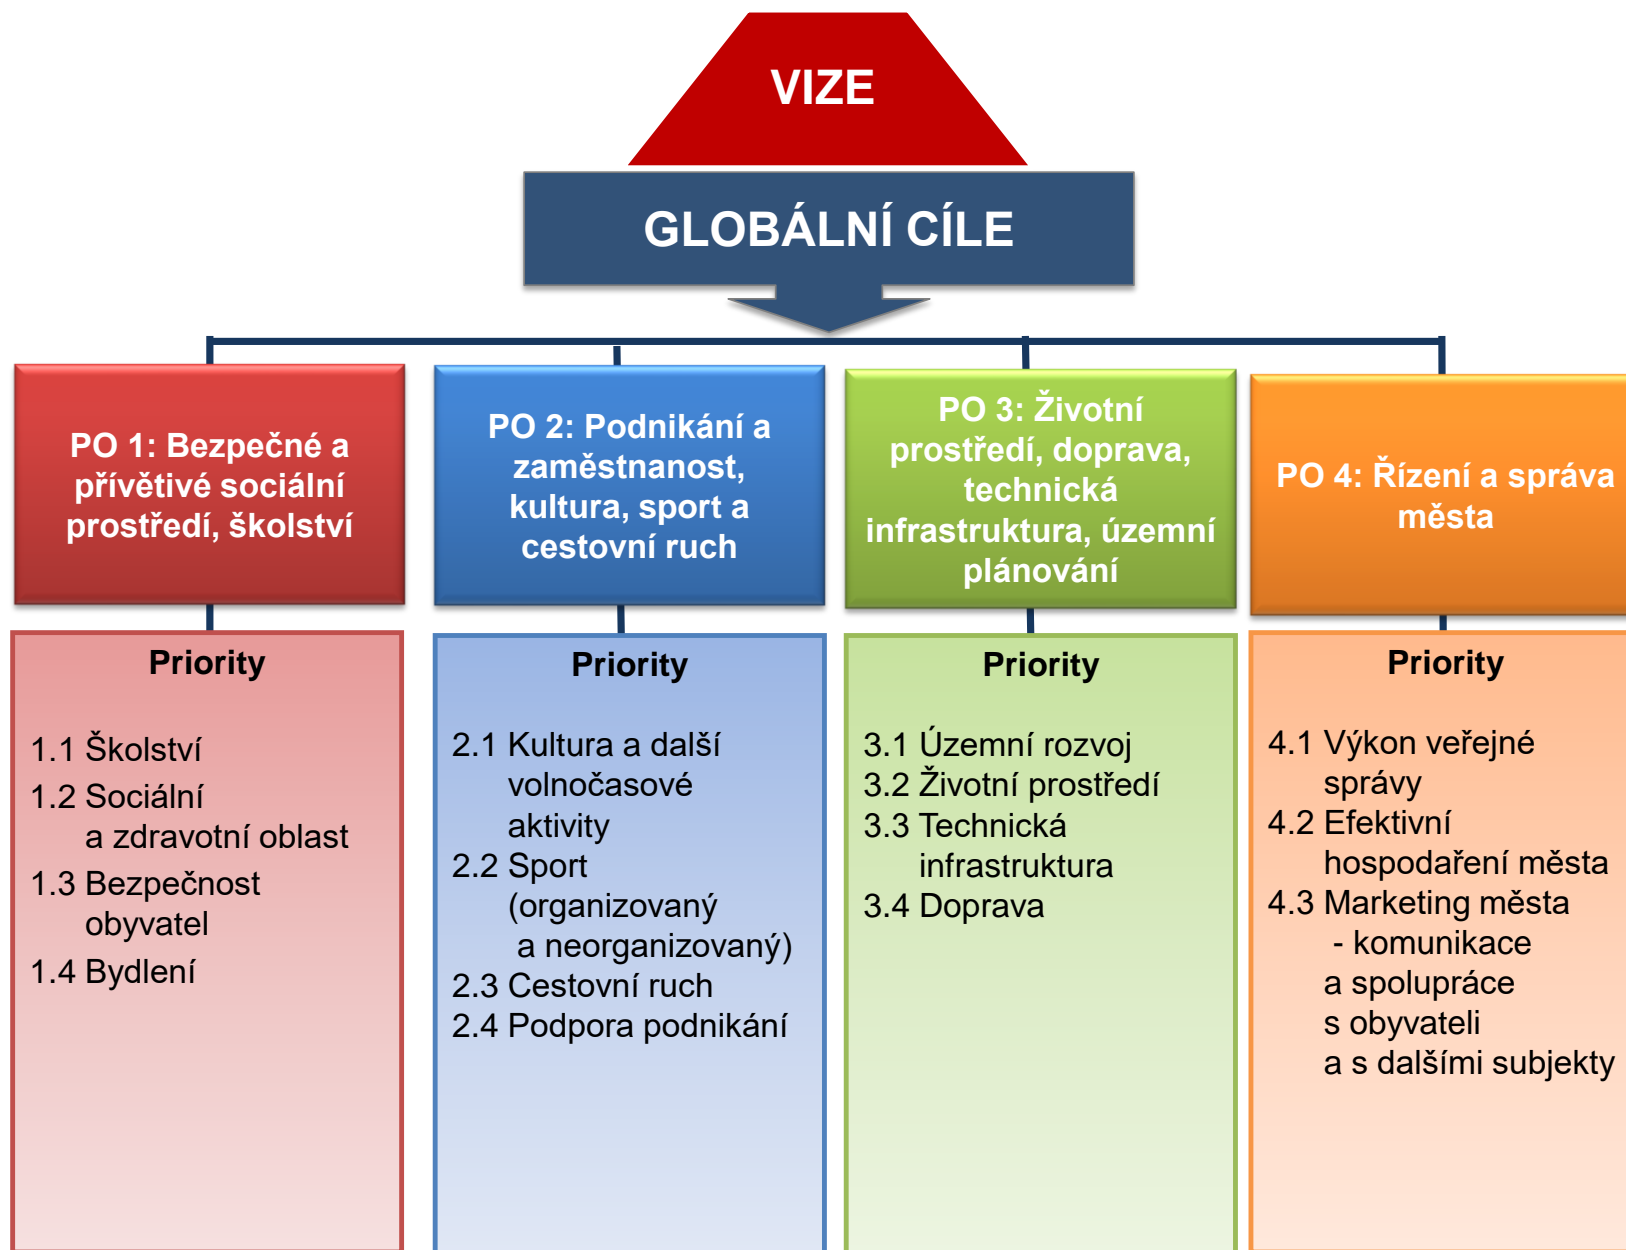 VIZE
GLOBÁLNÍ CÍLE
PO 1: Bezpečné a
přívětivé sociální
prostředí, školství
PO 2: Podnikání a
zaměstnanost,
kultura, sport a
cestovní ruch
PO 3: Životní
prostředí, doprava,
technická
infrastruktura, územní
plánování
PO 4: Řízení a správa
města
Priority
1.1 Školství
1.2 Sociální
a zdravotní oblast
1.3 Bezpečnost
obyvatel
1.4 Bydlení
Priority
2.1 Kultura a další
volnočasové
aktivity
2.2 Sport
(organizovaný
a neorganizovaný)
2.3 Cestovní ruch
2.4 Podpora podnikání
Priority
3.1 Územní rozvoj
3.2 Životní prostředí
3.3 Technická
infrastruktura
3.4 Doprava
Priority
4.1 Výkon veřejné
správy
4.2 Efektivní
hospodaření města
4.3 Marketing města
- komunikace
a spolupráce
s obyvateli
a s dalšími subjekty